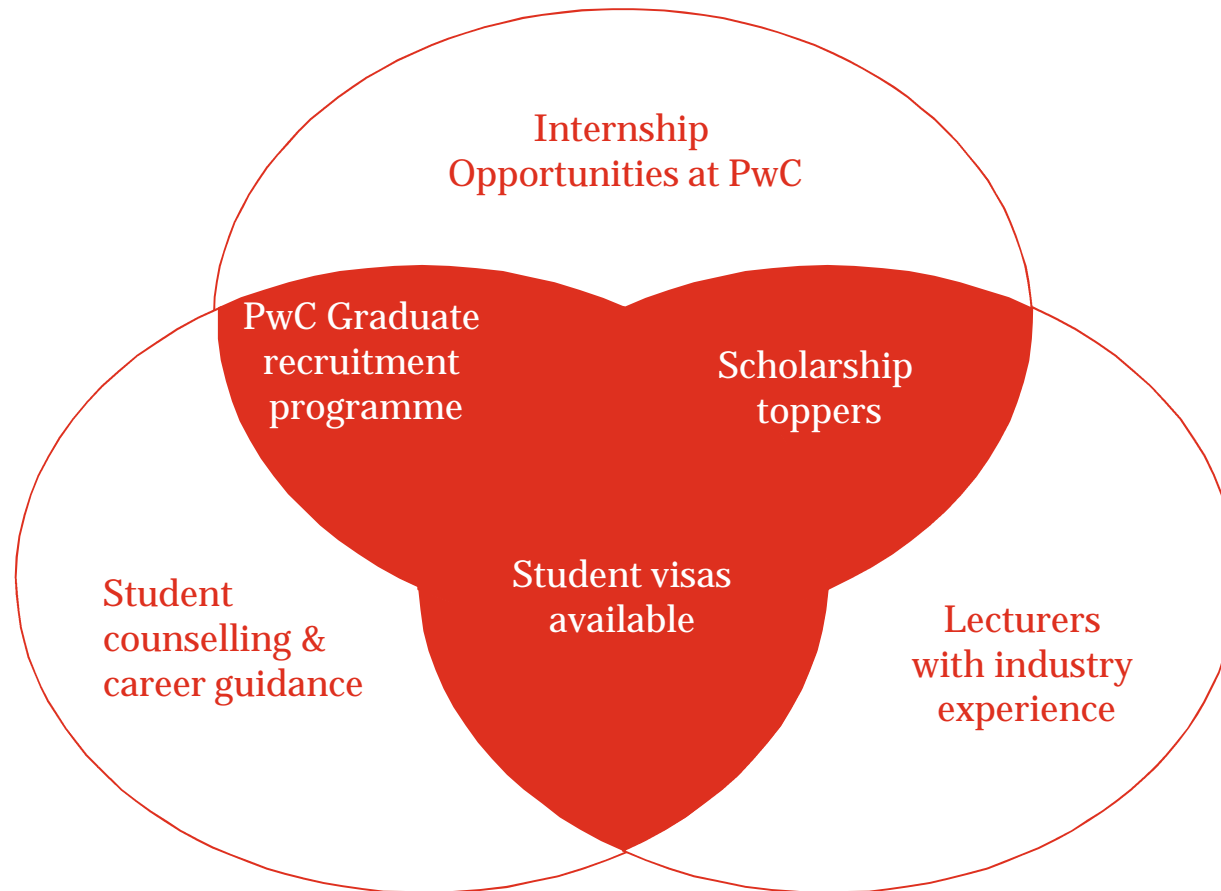 Internship
Opportunities at PwC
PwC Graduate
recruitment
programme
Scholarship
toppers
Student visas
available
Student
counselling &
career guidance
Lecturers
with industry
experience